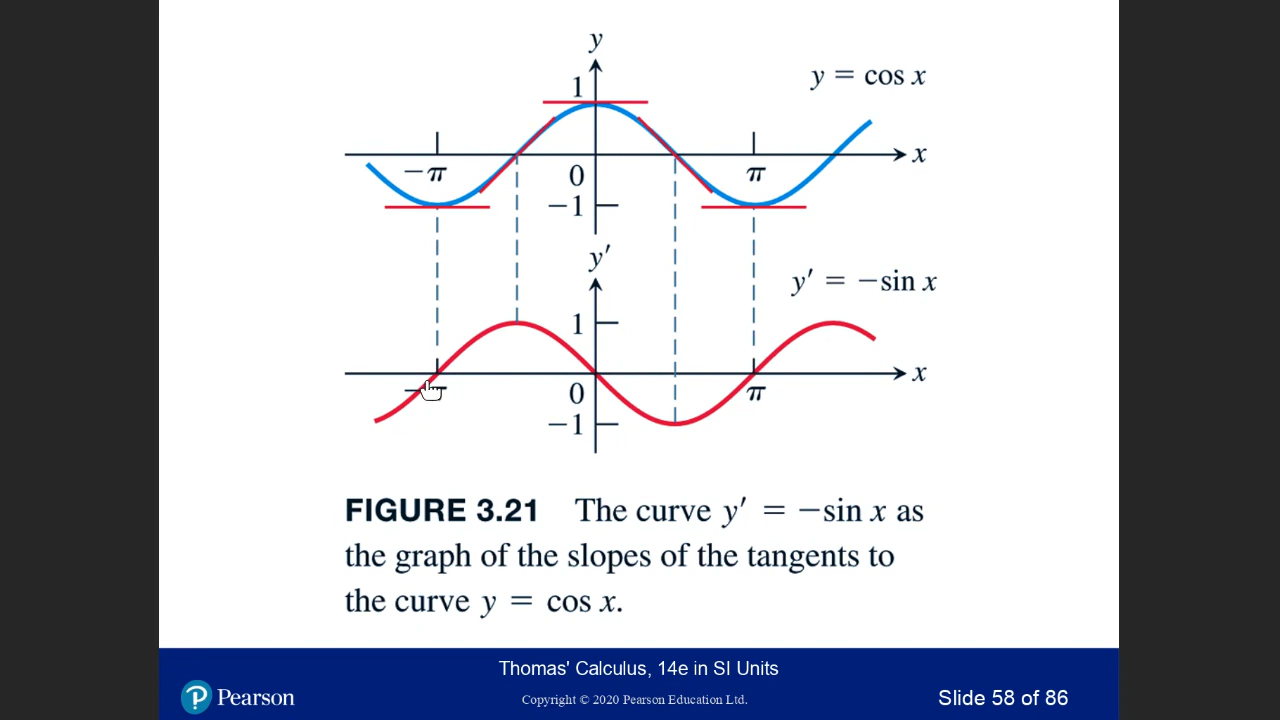 y
1
y = cos x
x
−π
0
π
−1
y′
y′ = −sin x
1
x
−π
0
π
−1
FIGURE 3.21 The curve y′ = −sin x as
the graph of the slopes of the tangents to
the curve y = cos x.
Thomas' Calculus, 14e in SI Units
P Pearson
Copyright © 2020 Pearson Education Ltd.
Slide 58 of 86